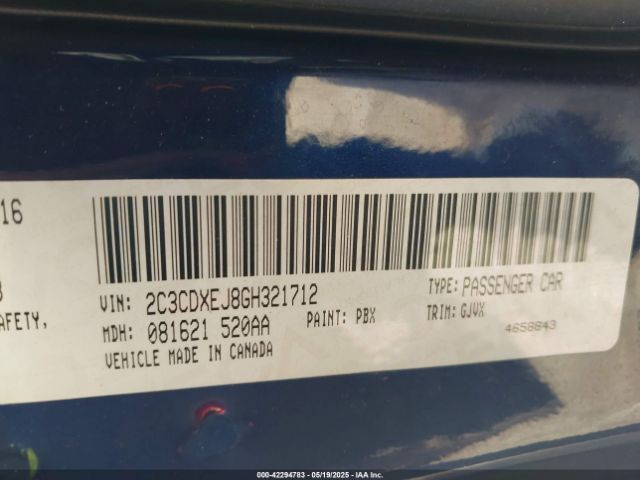 16
VIN: 2C3CDXEJ8GH321712
TYPE: PASSENGER CAR
AFETY,
MDH: 081621 520AA
PAINT: PBX
TRIM: GJVX
VEHICLE MADE IN CANADA
4658843
000-42294783 - 05/19/2025 - IAA Inc.